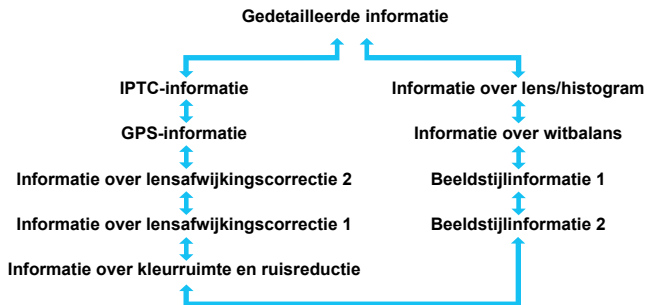 Gedetailleerde informatie
IPTC-informatie
Informatie over lens/histogram
GPS-informatie
Informatie over witbalans
Informatie over lensafwijkingscorrectie 2
Beeldstijlinformatie 1
Informatie over lensafwijkingscorrectie 1
Beeldstijlinformatie 2
Informatie over kleurruimte en ruisreductie